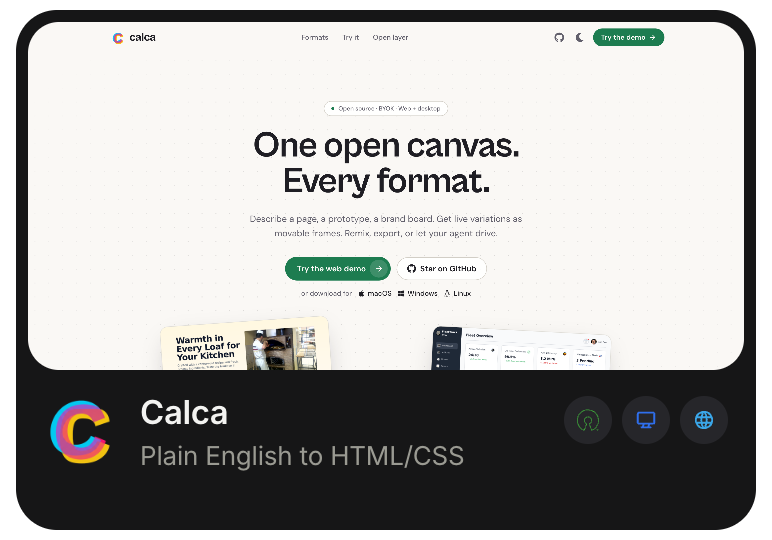 calca
Formats Try it Open layer
Try the demo →
Open source · BYOK · Web + desktop
One open canvas.
Every format.
Describe a page, a prototype, a brand board. Get live variations as
movable frames. Remix, export, or let your agent drive.
Try the web demo →
Star on GitHub
or download for macOS Windows Linux
Warmth in
Every Loaf for
Your Kitchen
Fleet Overview
Calca
Plain English to HTML/CSS